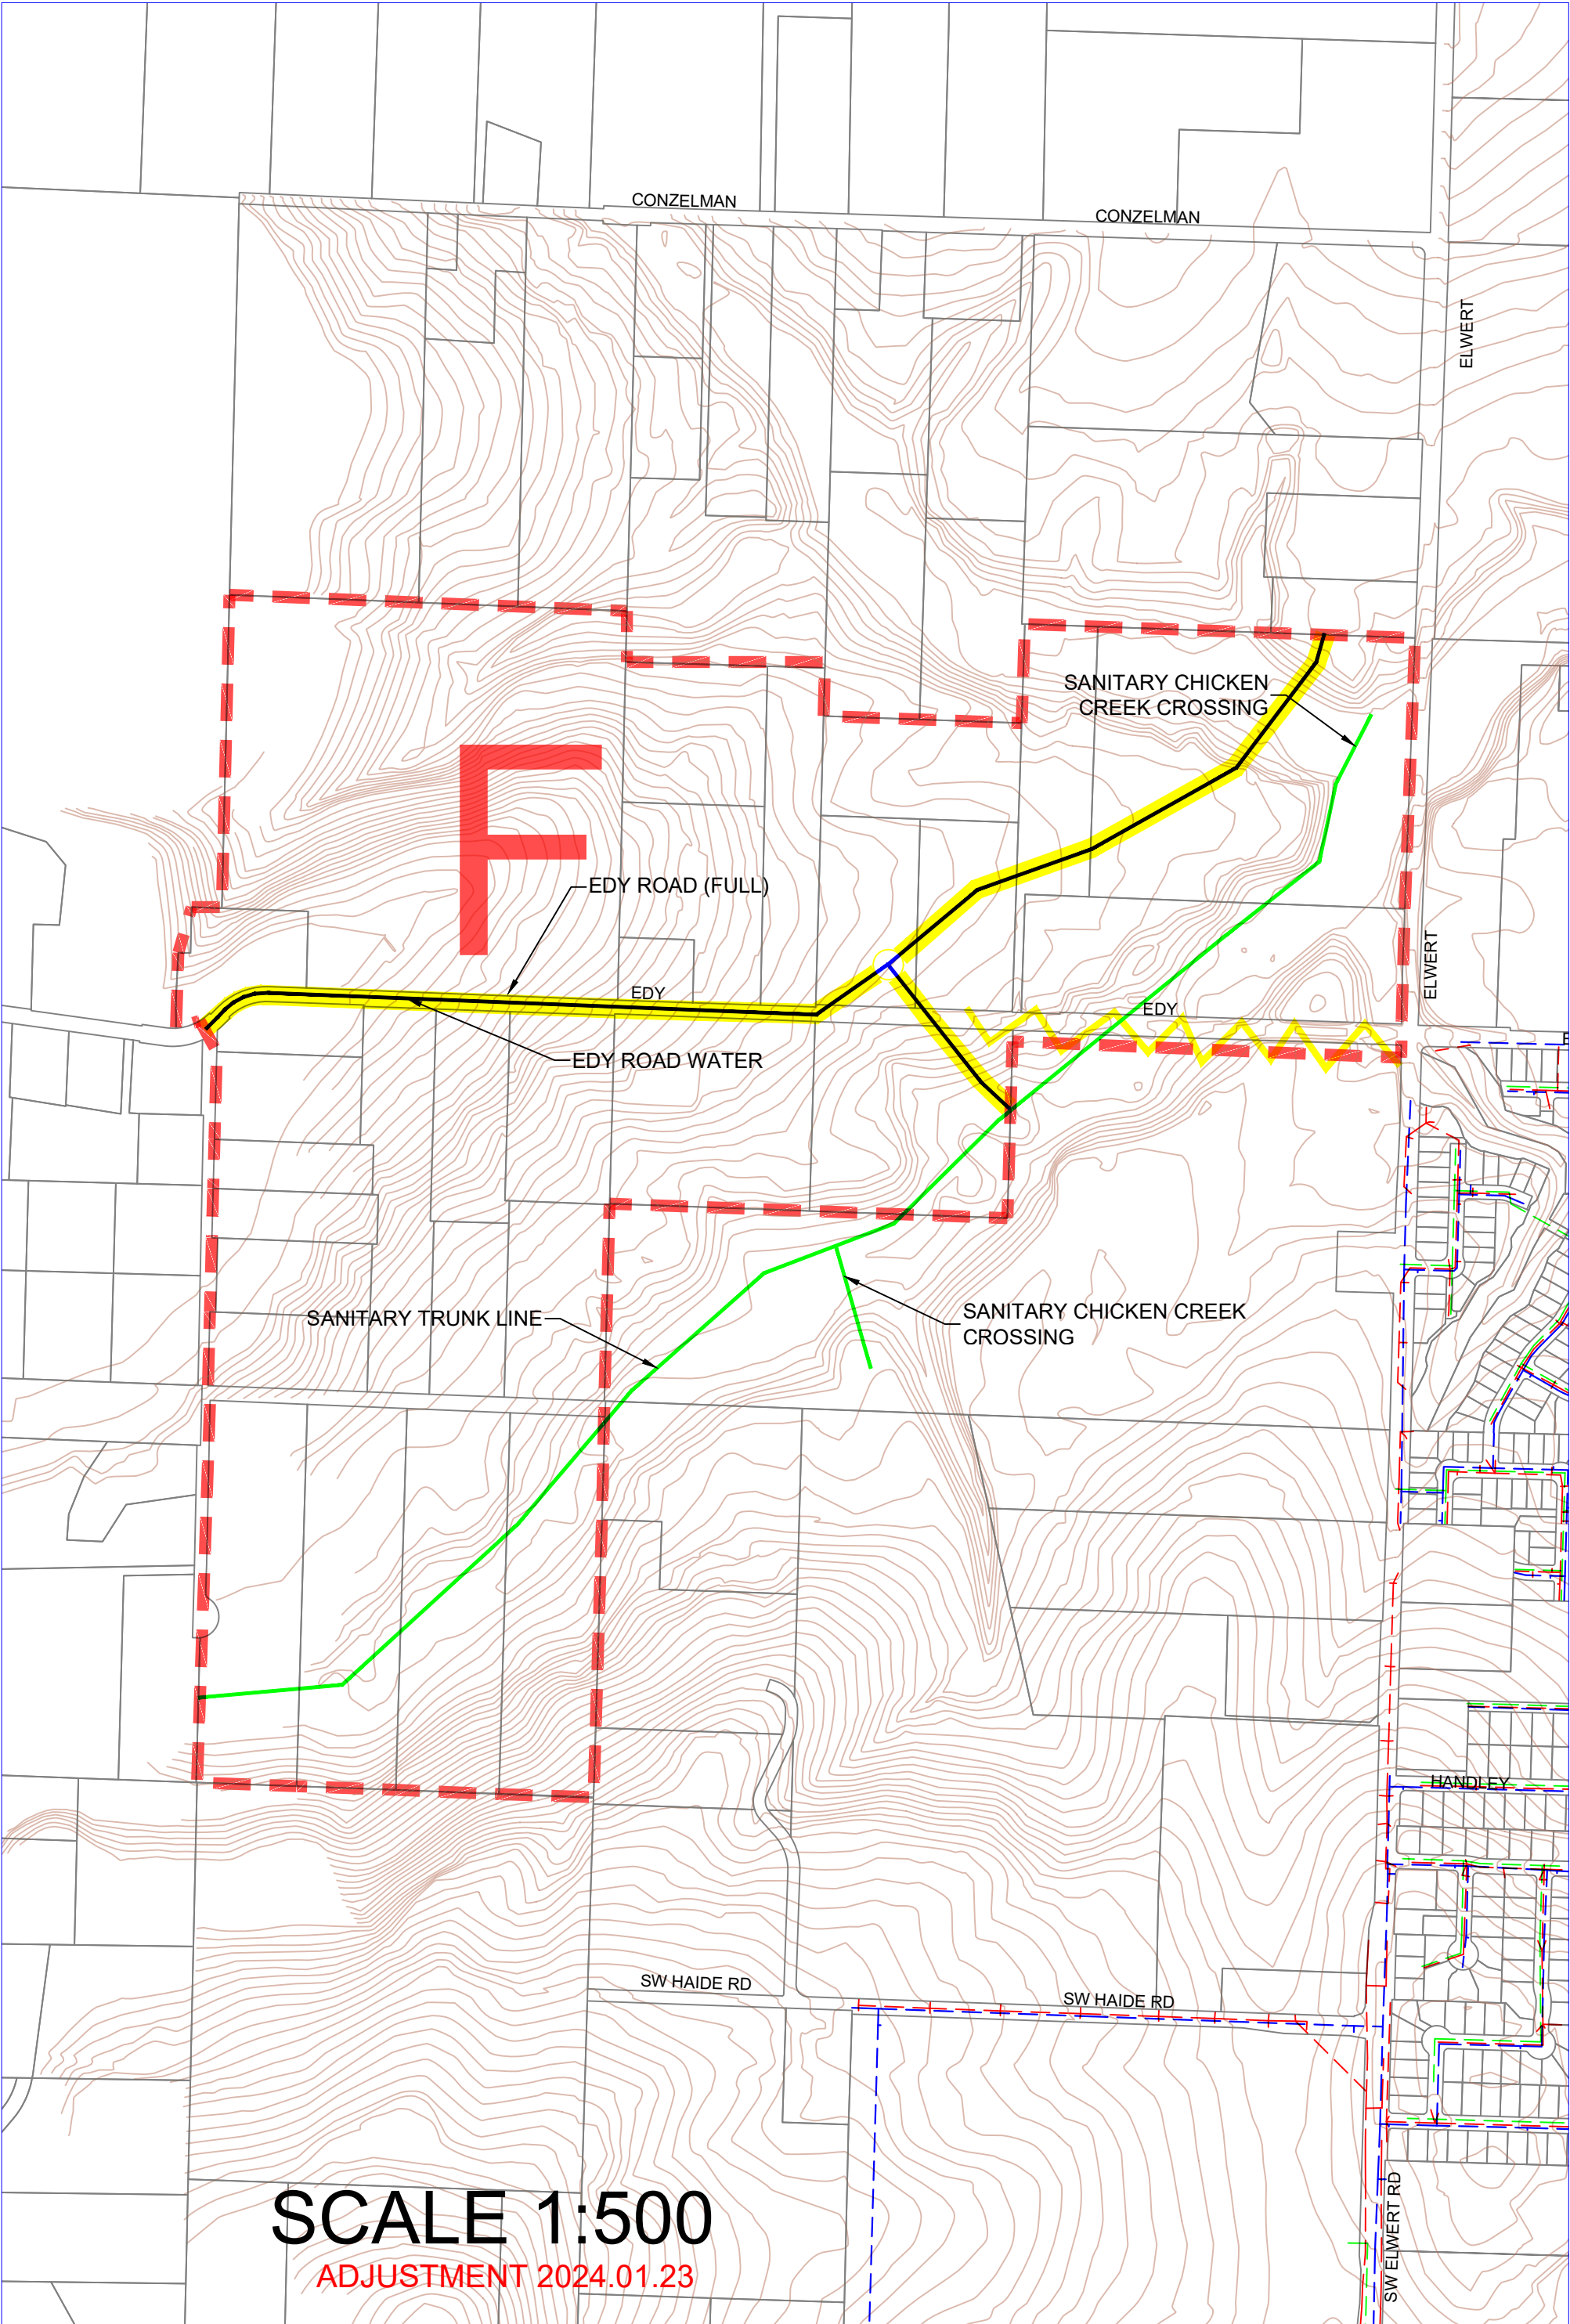 CONZELMAN
CONZELMAN
ELWERT
SANITARY CHICKEN
CREEK CROSSING
F
EDY ROAD (FULL)
ELWERT
EDY
EDY
EDY ROAD WATER
SANITARY TRUNK LINE
SANITARY CHICKEN CREEK
CROSSING
HANDLEY
SW HAIDE RD
SW HAIDE RD
SW ELWERT RD
SCALE 1:500
ADJUSTMENT 2024.01.23